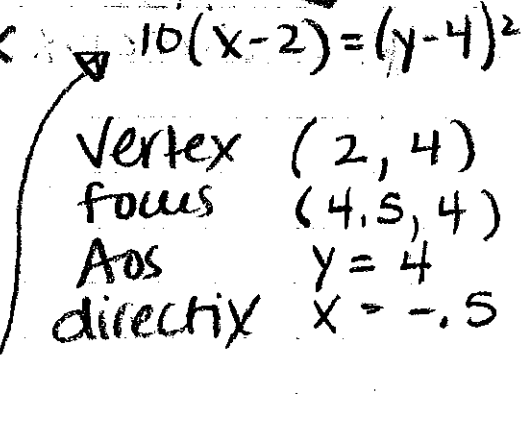 10(x-2)=(y-4)²
Vertex (2,4)
focus (4.5,4)
Aos y=4
directix x = -.5